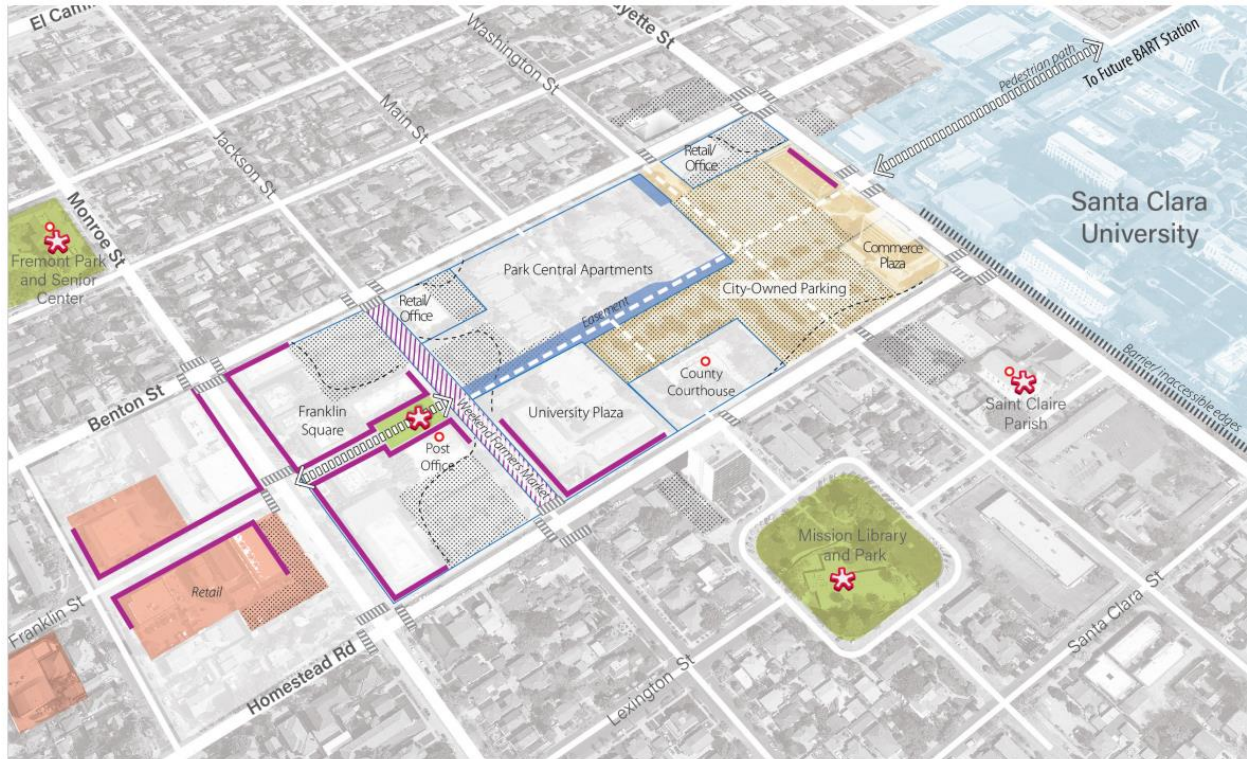 El Cami
ayette St
Washington St
Main St
Jackson St
Monroe St
Pedestrian path
To Future BART Station
Santa Clara
University
Retail/
Office
Commerce
Plaza
Park Central Apartments
City-Owned Parking
Easement
Fremont Park
and Senior
Center
Retail/
Office
County
Courthouse
University Plaza
Saint Claire
Parish
Barrier/ inaccessible edges
Benton St
Franklin
Square
Weekend Farmers Market
Post
Office
Mission Library
and Park
Retail
Franklin St
Homestead Rd
Lexington St
Santa Clara St